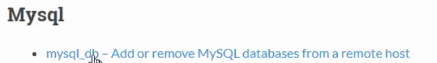 Mysql
mysql_db – Add or remove MySQL databases from a remote host